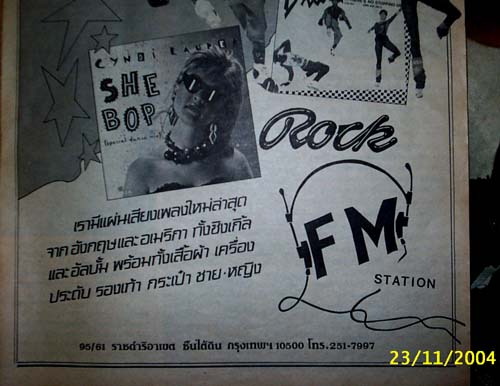 CYNDI LAUPER
SHE
BOP
(special dance mix)
Rock
FM
STATION
เรามีแผ่นเสียงเพลงใหม่ล่าสุด
จากอังกฤษและอเมริกา ทั้งซิงเกิ้ล
และอัลบั้ม พร้อมทั้งเสื้อผ้า เครื่อง
ประดับ รองเท้า กระเป๋า ชาย-หญิง
95/61 ราชดำริอาเขต ชั้นใต้ดิน กรุงเทพฯ 10500 โทร.251-7997
23/11/2004